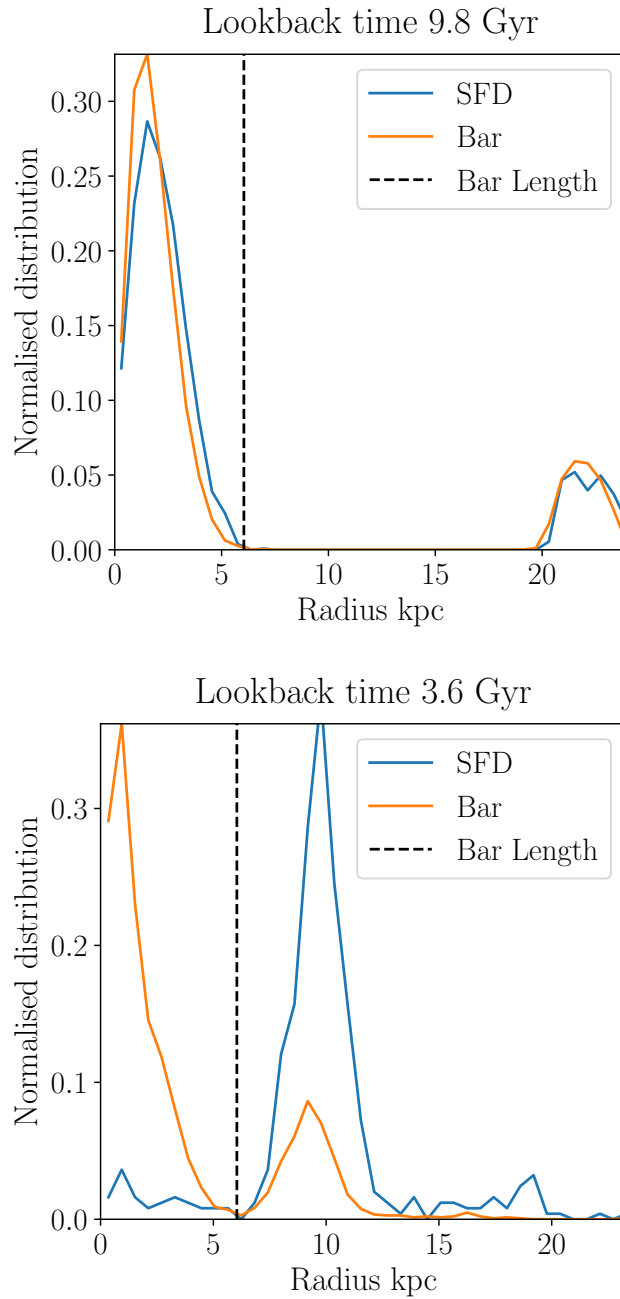 Lookback time 9.8 Gyr
SFD
Bar
Bar Length
Normalised distribution
0.30
0.25
0.20
0.15
0.10
0.05
0.00
0
5
10
15
20
Radius kpc
Lookback time 3.6 Gyr
SFD
Bar
Bar Length
Normalised distribution
0.3
0.2
0.1
0.0
0
5
10
15
20
Radius kpc